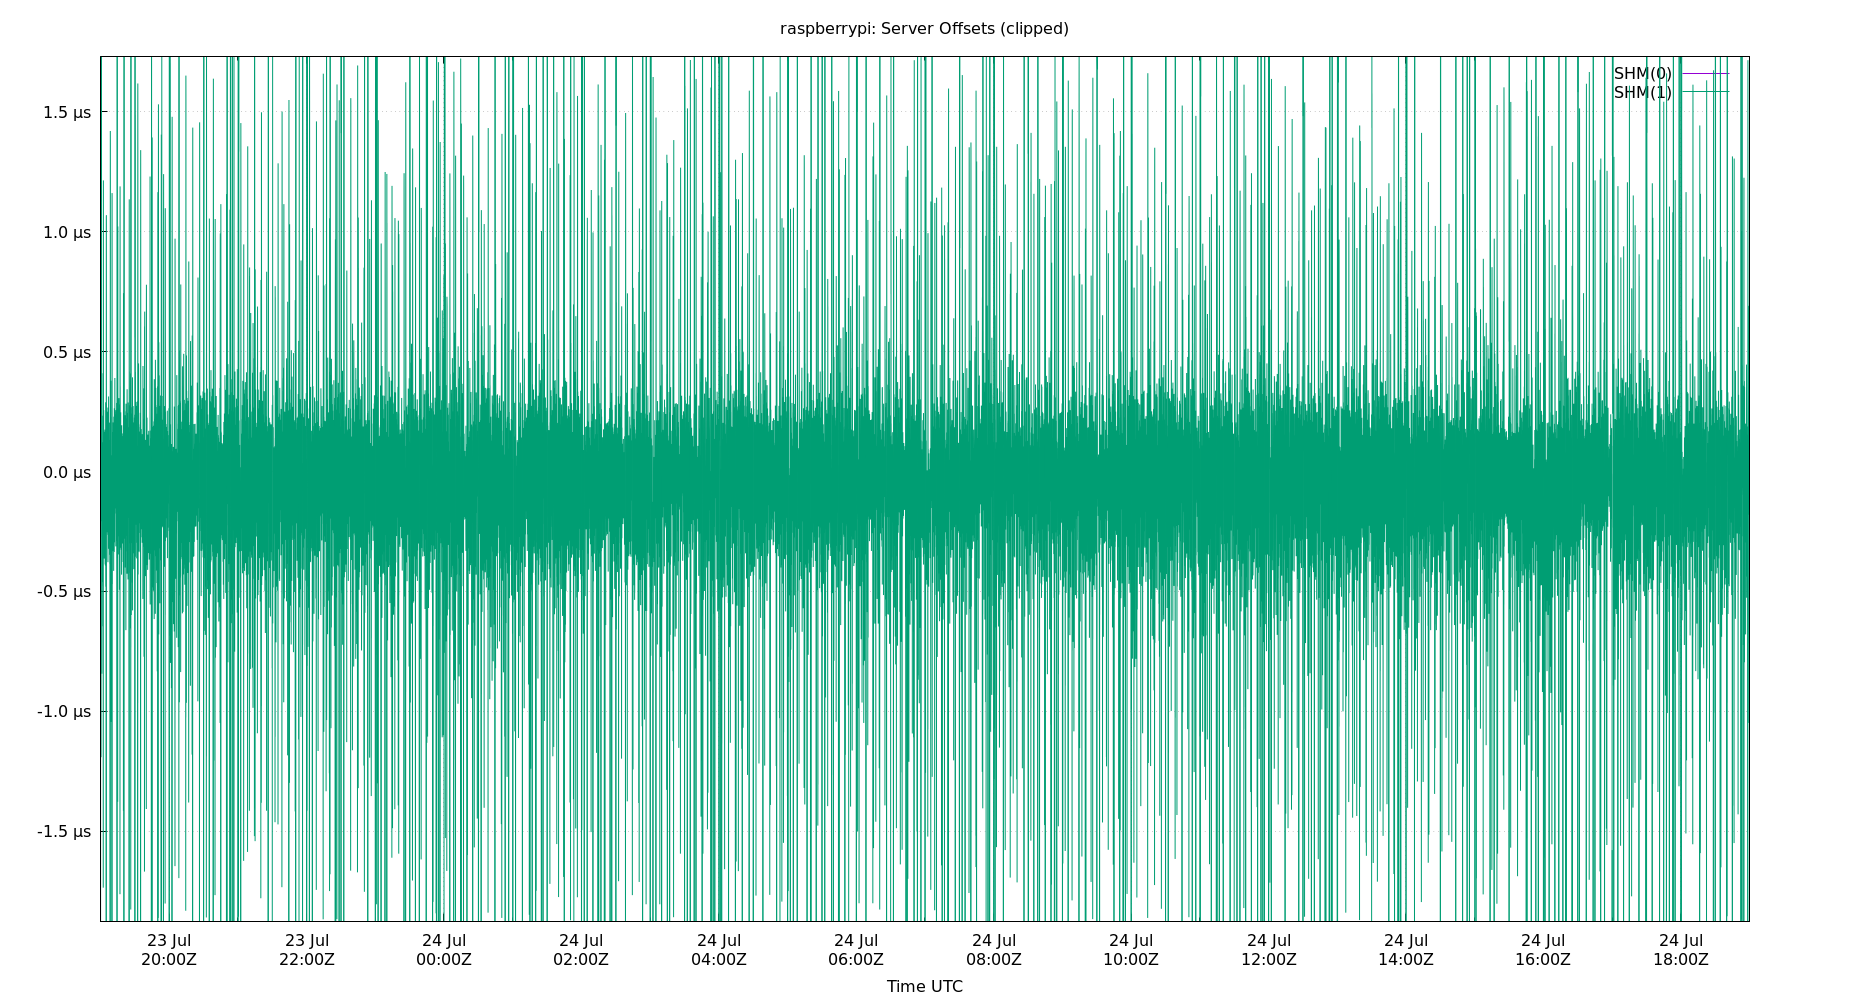 raspberrypi: Server Offsets (clipped)
SHM(0)
SHM(1)
1.5 µs
1.0 µs
0.5 µs
0.0 µs
-0.5 µs
-1.0 µs
-1.5 µs
23 Jul 23 Jul 24 Jul 24 Jul 24 Jul 24 Jul 24 Jul 24 Jul 24 Jul 24 Jul 24 Jul 24 Jul
20:00Z 22:00Z 00:00Z 02:00Z 04:00Z 06:00Z 08:00Z 10:00Z 12:00Z 14:00Z 16:00Z 18:00Z
Time UTC